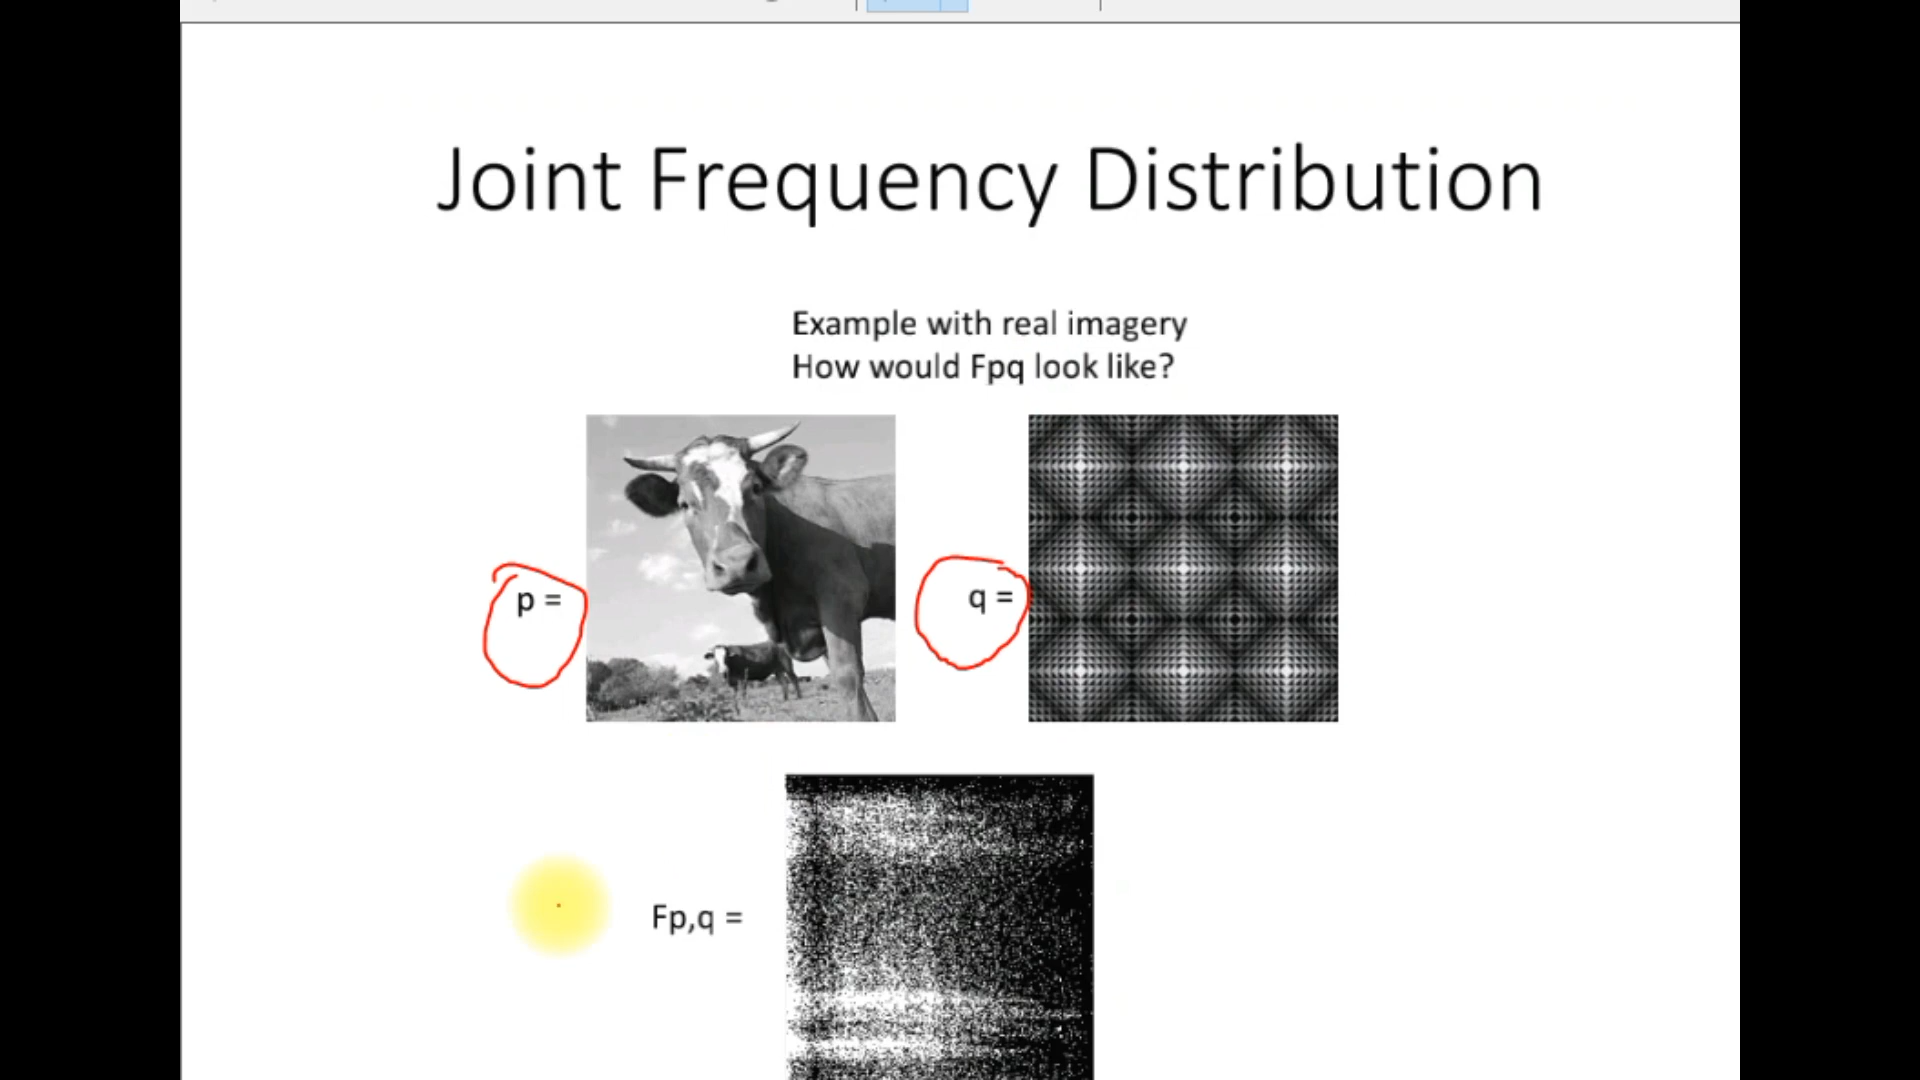 Joint Frequency Distribution
Example with real imagery
How would Fpq look like?
p =
q =
Fp,q =